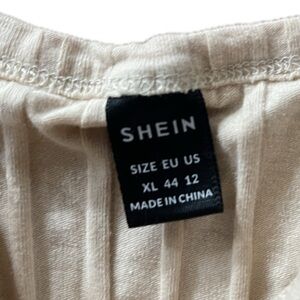 SHEIN
SIZE EU US
XL 44 12
MADE IN CHINA